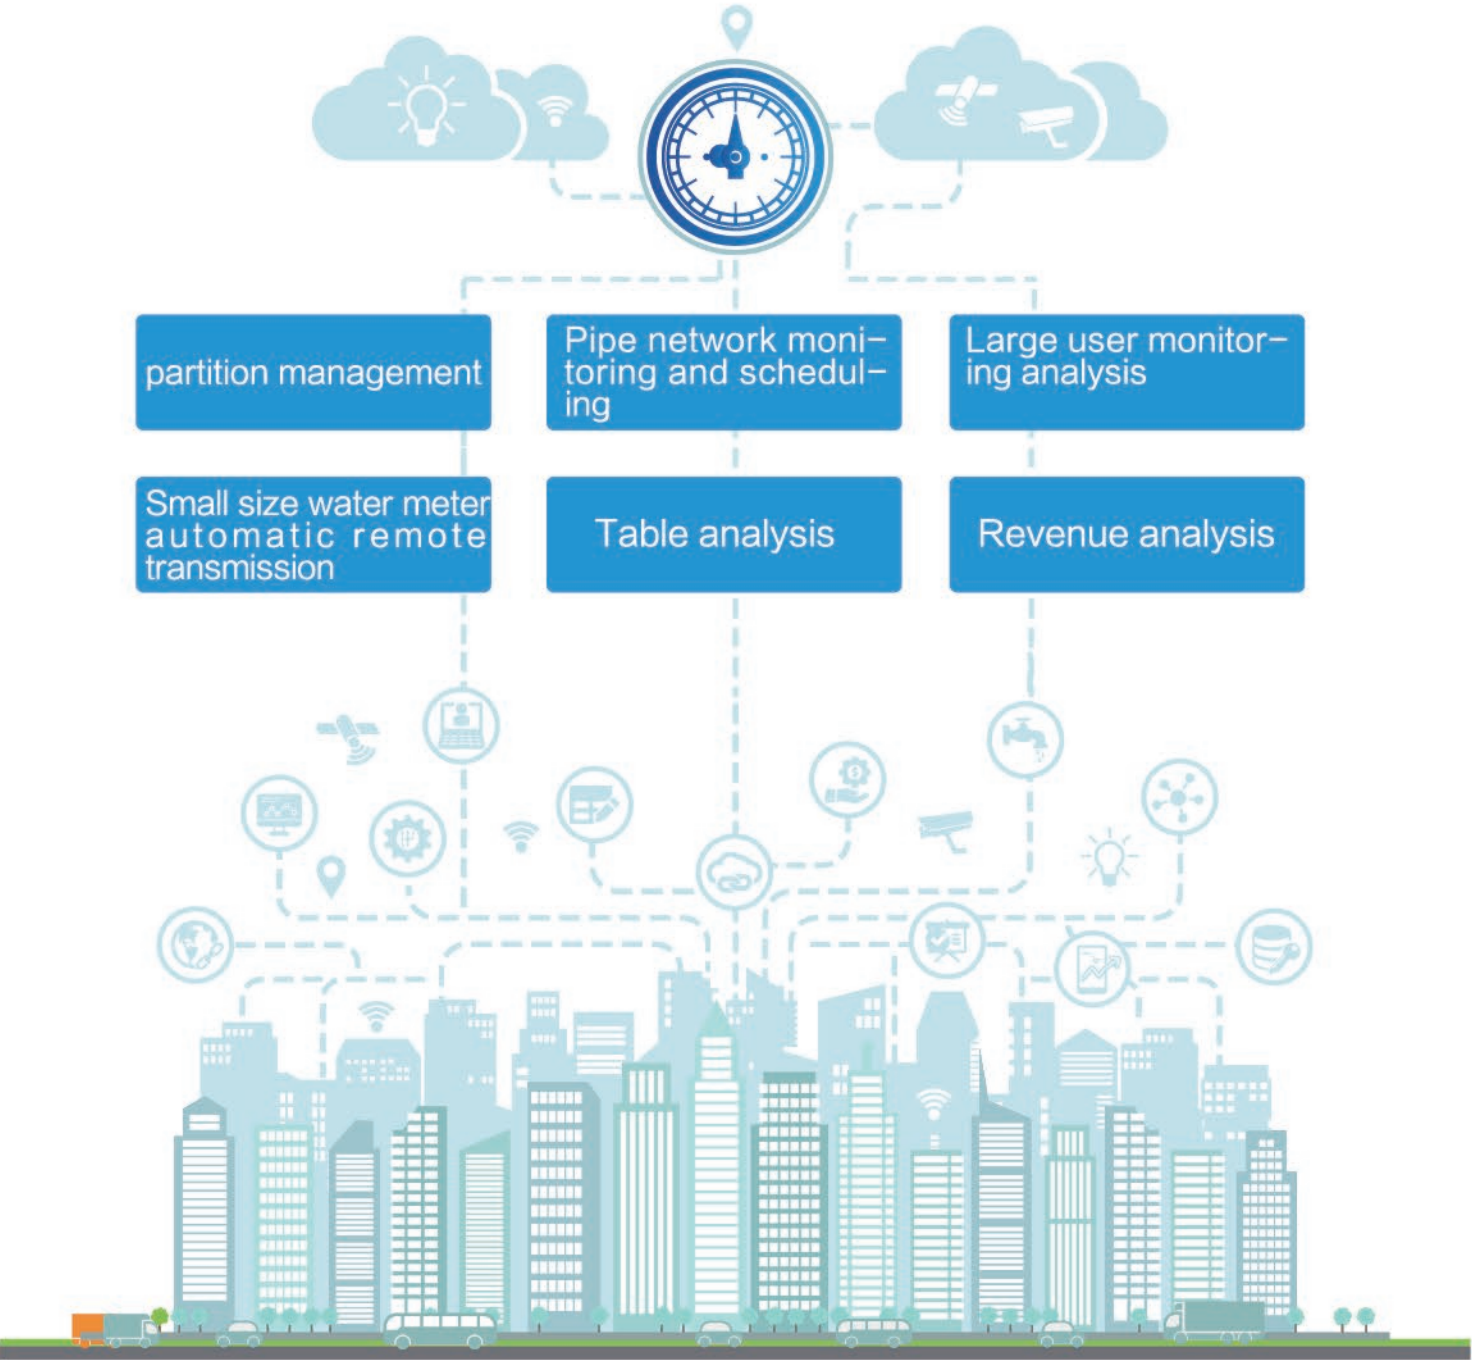 partition management
Pipe network moni-
toring and schedul-
ing
Large user monitor-
ing analysis
Small size water meter
automatic remote
transmission
Table analysis
Revenue analysis